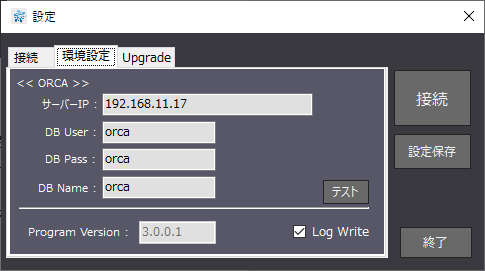 設定
接続 環境設定 Upgrade
<< ORCA >>
サーバーIP : 192.168.11.17
DB User : orca
DB Pass : orca
DB Name : orca
テスト
Program Version : 3.0.0.1
Log Write
接続
設定保存
終了